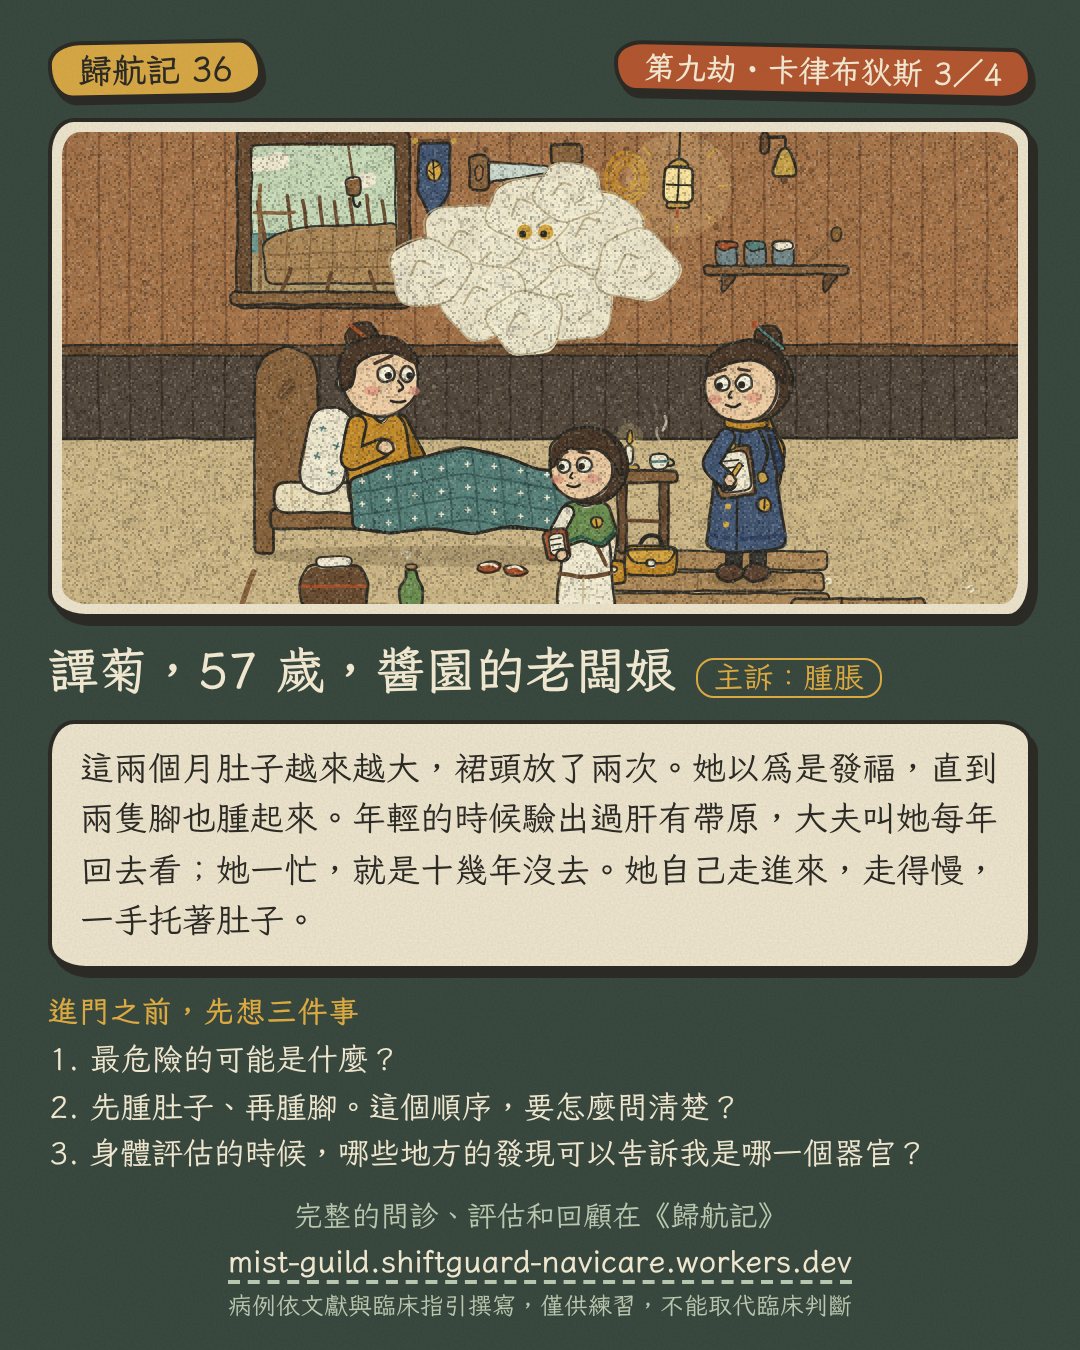 歸航記 36
第九劫・卡律布狄斯 3／4
譚菊，57 歲，醬園的老闆娘
主訴：腫脹
這兩個月肚子越來越大，裙頭放了兩次。她以為是發福，直到
兩隻腳也腫起來。年輕的時候驗出過肝有帶原，大夫叫她每年
回去看；她一忙，就是十幾年沒去。她自己走進來，走得慢，
一手托著肚子。
進門之前，先想三件事
1. 最危險的可能是什麼？
2. 先腫肚子、再腫腳。這個順序，要怎麼問清楚？
3. 身體評估的時候，哪些地方的發現可以告訴我是哪一個器官？
完整的問診、評估和回顧在《歸航記》
mist-guild.shiftguard-navicare.workers.dev
病例依文獻與臨床指引撰寫，僅供練習，不能取代臨床判斷